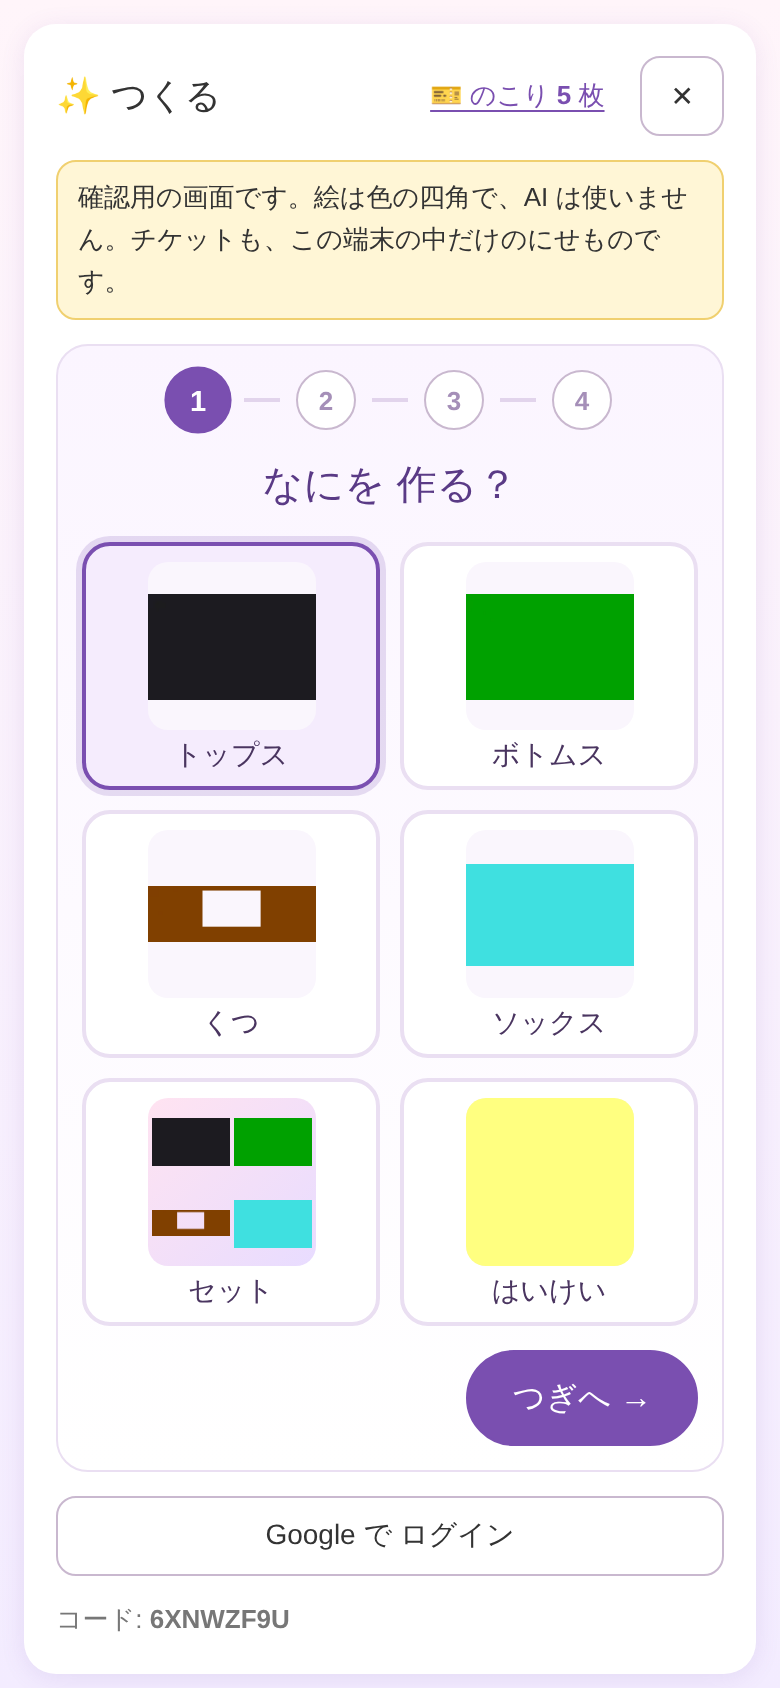 ✨ つくる
🎫 のこり 5 枚
✕
確認用の画面です。絵は色の四角で、AI は使いませ
ん。チケットも、この端末の中だけのにせもので
す。
1 2 3 4
なにを 作る？
トップス
ボトムス
くつ
ソックス
セット
はいけい
つぎへ →
Google で ログイン
コード: 6XNWZF9U